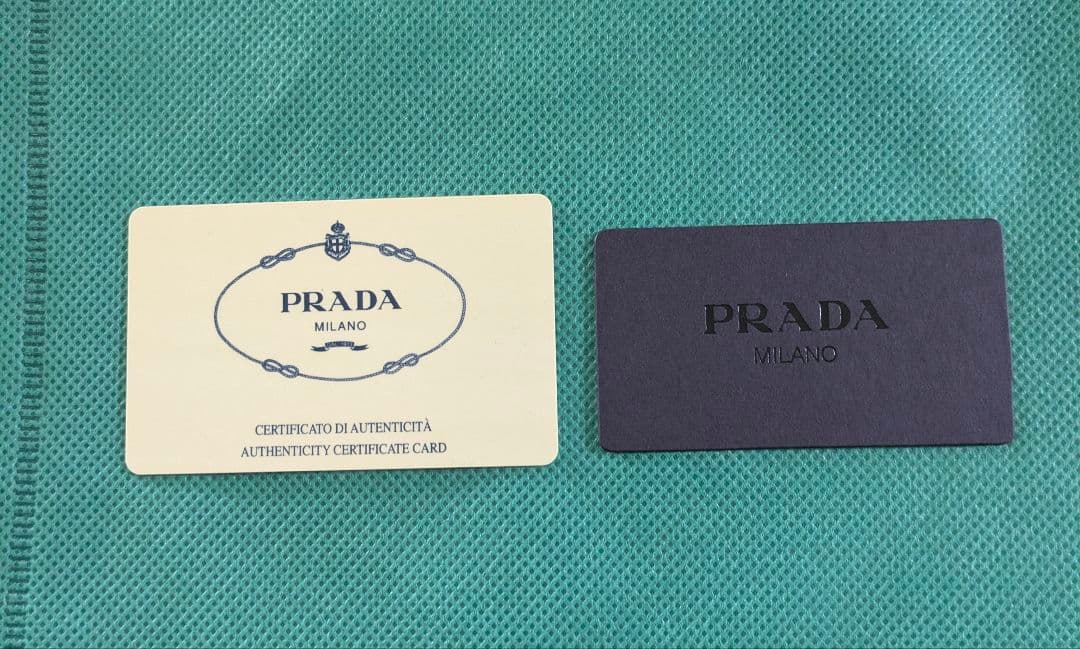 PRADA
MILANO
CERTIFICATO DI AUTENTICITÀ
AUTHENTICITY CERTIFICATE CARD
PRADA
MILANO